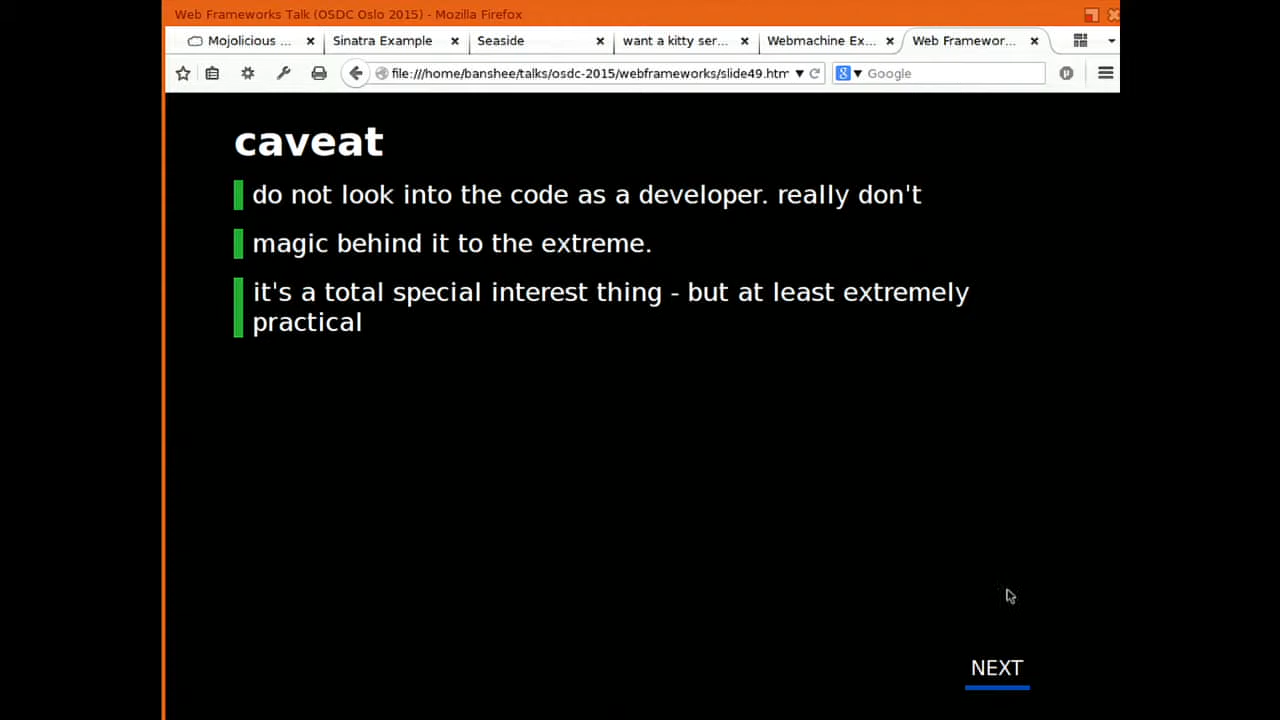 Web Frameworks Talk (OSDC Oslo 2015) - Mozilla Firefox
Mojolicious ... Sinatra Example Seaside want a kitty ser... Webmachine Ex... Web Framewor...
file:///home/banshee/talks/osdc-2015/webframeworks/slide49.htm Google
caveat
do not look into the code as a developer. really don't
magic behind it to the extreme.
it's a total special interest thing - but at least extremely
practical
NEXT